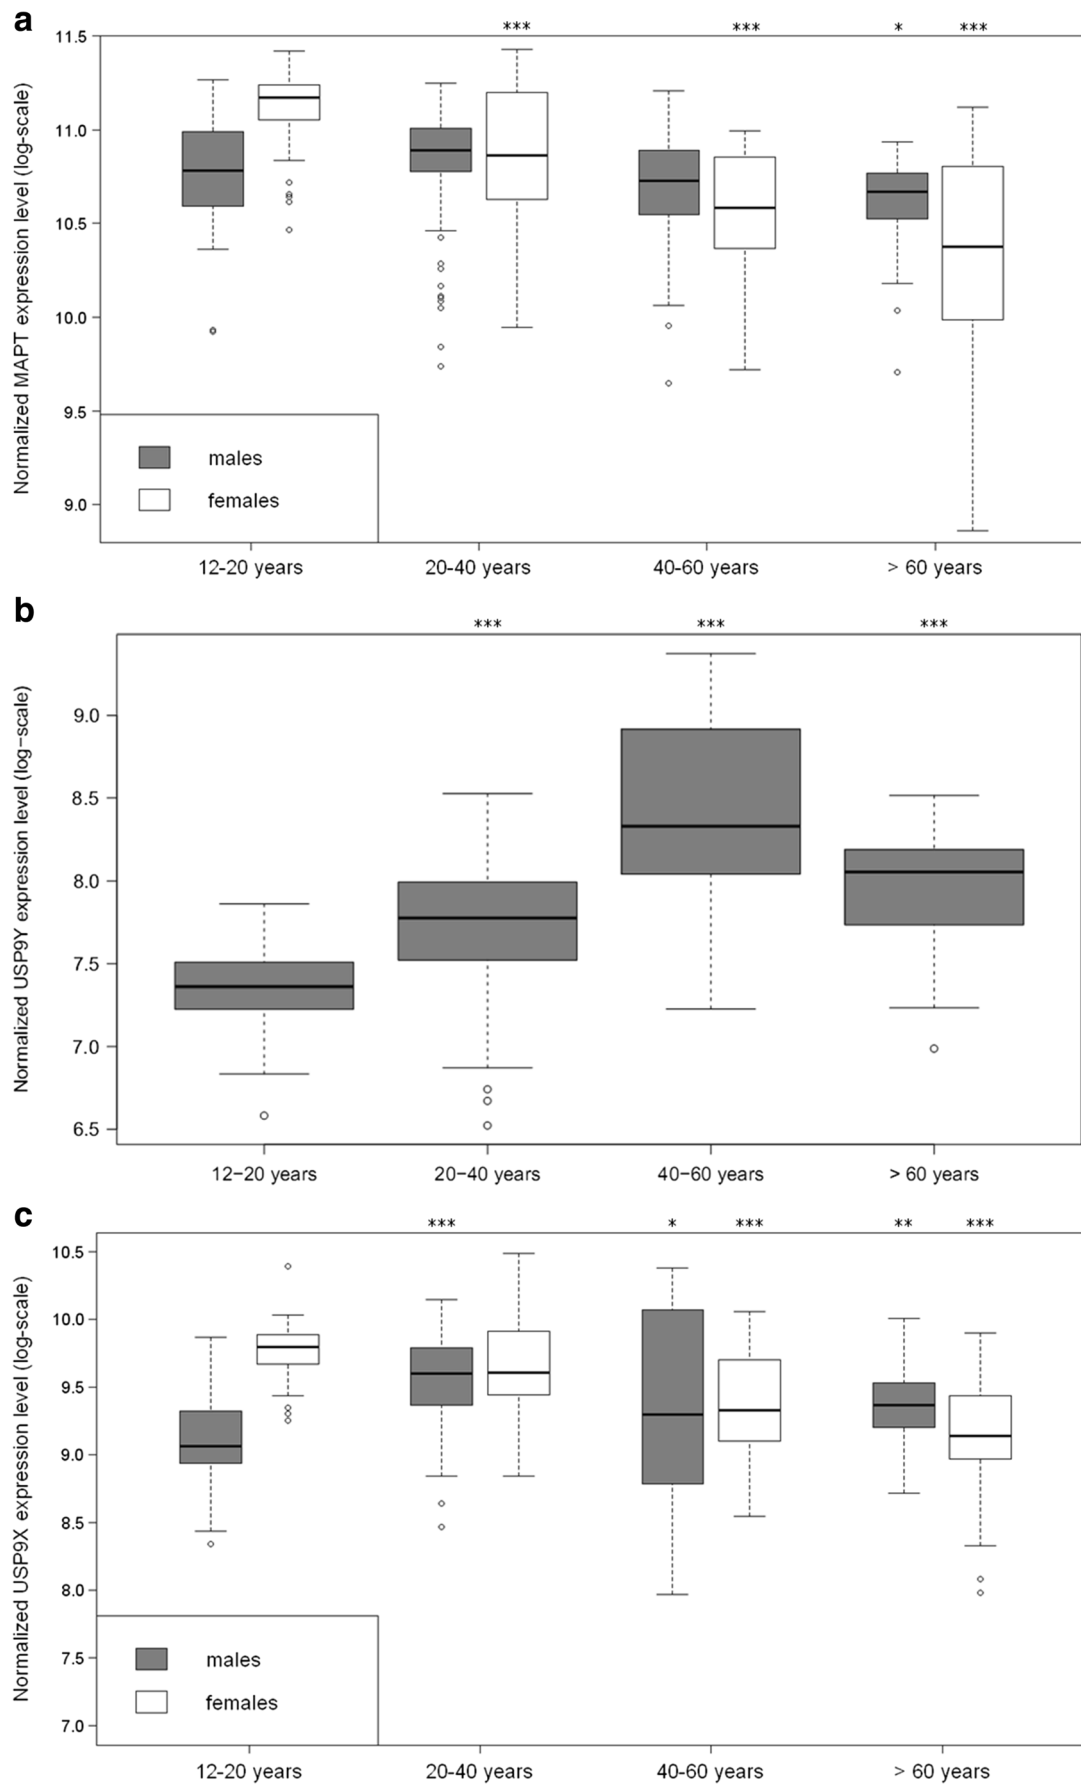 a
*** *** * ***
Normalized MAPT expression level (log-scale)
11.5
11.0
10.5
10.0
9.5
9.0
males
females
12-20 years 20-40 years 40-60 years > 60 years
b
*** *** ***
Normalized USP9Y expression level (log−scale)
9.0
8.5
8.0
7.5
7.0
6.5
12−20 years 20−40 years 40−60 years > 60 years
c
*** * *** ** ***
Normalized USP9X expression level (log-scale)
10.5
10.0
9.5
9.0
8.5
8.0
7.5
7.0
males
females
12-20 years 20-40 years 40-60 years > 60 years